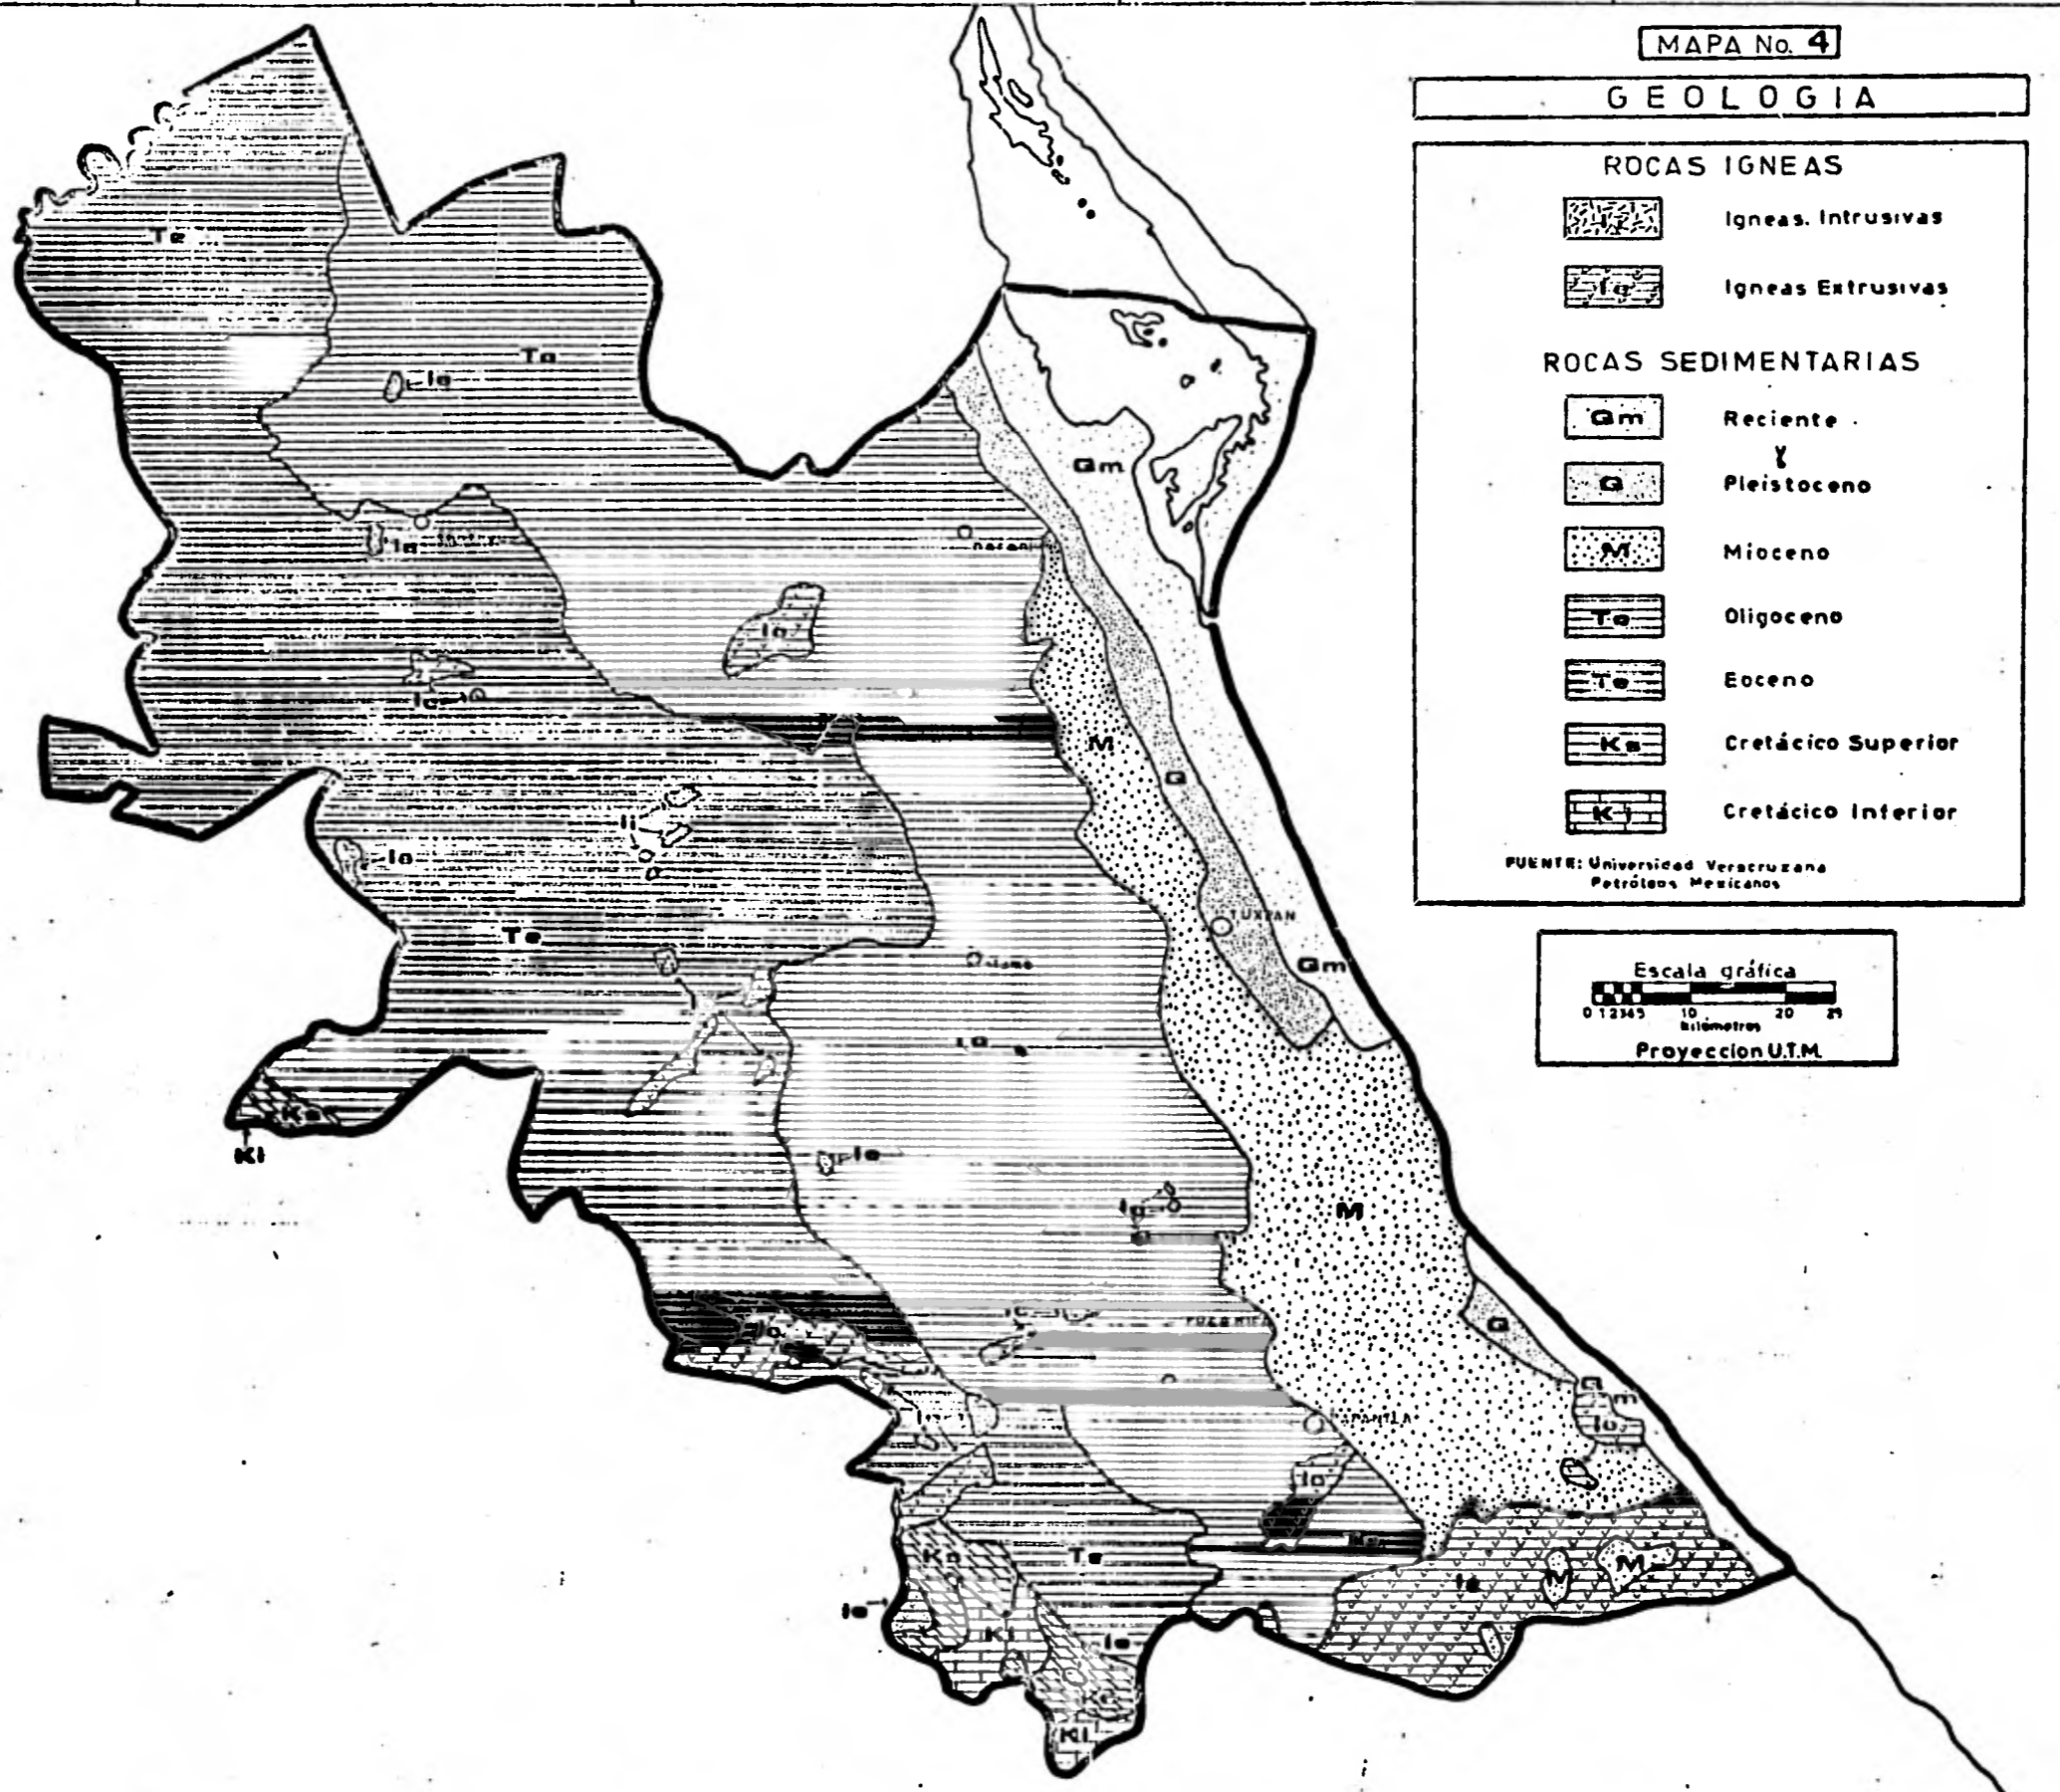 MAPA No. 4
GEOLOGIA
ROCAS IGNEAS
Igneas. Intrusivas
Ie
Igneas Extrusivas
ROCAS SEDIMENTARIAS
Qm
Reciente
y
Q
Pleistoceno
M
Mioceno
To
Oligoceno
Te
Eoceno
Ks
Cretácico Superior
Ki
Cretácico Inferior
FUENTE: Universidad Veracruzana
Petróleos Mexicanos
Escala gráfica
0 1 2 3 4 5 10 20 25
kilómetros
Proyeccion U.T.M.
Te
To
Ie
Qm
Ie
Ie
Ie
M
Q
Ii
Ie
TUXPAN
Te
Qm
Ks
Ki
Ie
Ie
M
Q
Ie
Q
m
PAPANTLA
Ie
Ie
Ks
Te
M
M
Ie
Ie
Ki
Ie
Ks
Ki